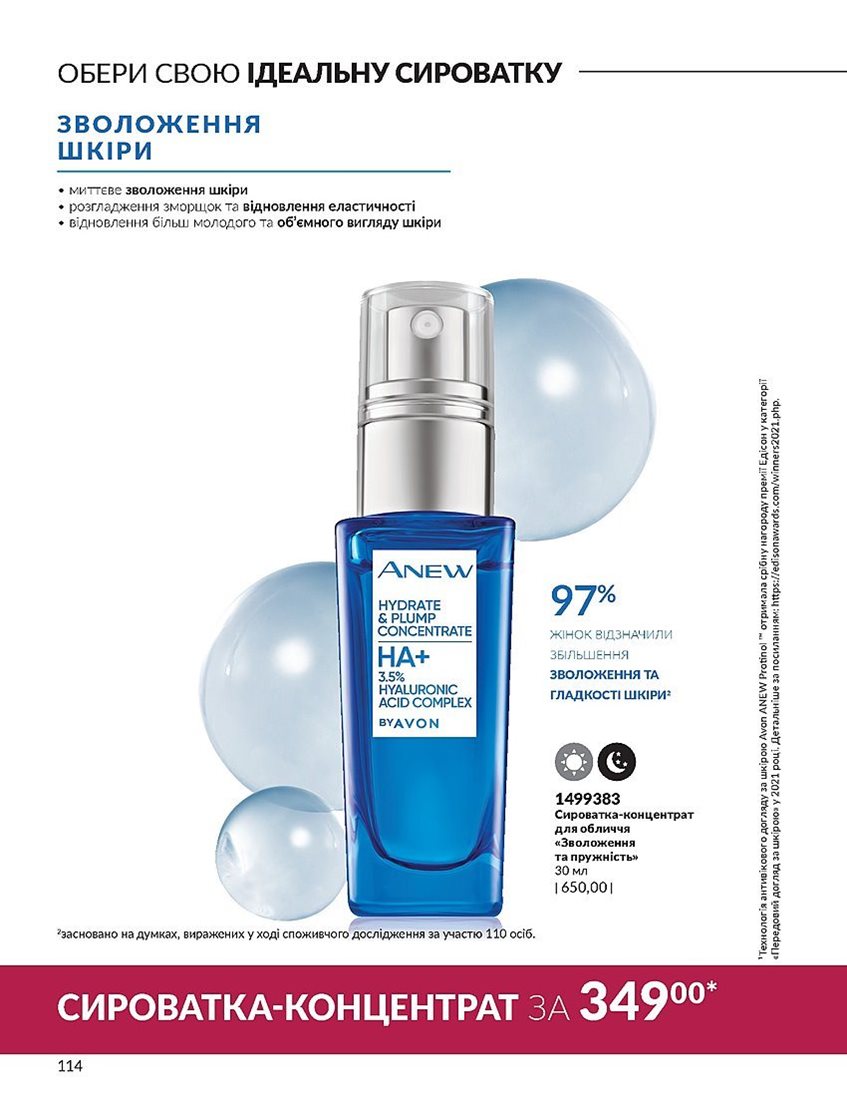 ОБЕРИ СВОЮ ІДЕАЛЬНУ СИРОВАТКУ
ЗВОЛОЖЕННЯ
ШКІРИ
• миттєве зволоження шкіри
• розгладження зморщок та відновлення еластичності
• відновлення більш молодого та об'ємного вигляду шкіри
ANEW
HYDRATE
& PLUMP
CONCENTRATE
HA+
3.5%
HYALURONIC
ACID COMPLEX
BY AVON
97%
ЖІНОК ВІДЗНАЧИЛИ
ЗБІЛЬШЕННЯ
ЗВОЛОЖЕННЯ ТА
ГЛАДКОСТІ ШКІРИ²
1499383
Сироватка-концентрат
для обличчя
«Зволоження
та пружність»
30 мл
| 650,00 |
¹Технологія антивікового догляду за шкірою Avon ANEW Protinol ™ отримала срібну нагороду премії Едісон у категорії
«Передовий догляд за шкірою» у 2021 році. Детальніше за посиланням: https://edisonawards.com/winners2021.php.
²засновано на думках, виражених у ході споживчого дослідження за участю 110 осіб.
СИРОВАТКА-КОНЦЕНТРАТ ЗА 349⁰⁰*
114